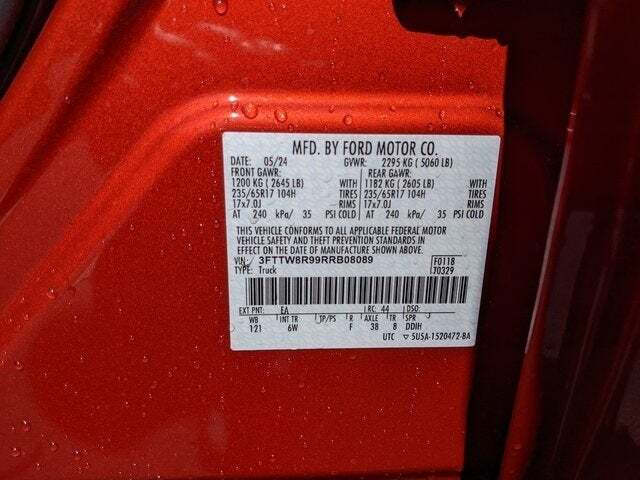 MFD. BY FORD MOTOR CO.
DATE: 05/24 GVWR: 2295 KG ( 5060 LB)
FRONT GAWR: REAR GAWR:
1200 KG ( 2645 LB) WITH 1182 KG ( 2605 LB) WITH
235/65R17 104H TIRES 235/65R17 104H TIRES
17x7.0J RIMS 17x7.0J RIMS
AT 240 kPa/ 35 PSI COLD AT 240 kPa/ 35 PSI COLD
THIS VEHICLE CONFORMS TO ALL APPLICABLE FEDERAL MOTOR
VEHICLE SAFETY AND THEFT PREVENTION STANDARDS IN
EFFECT ON THE DATE OF MANUFACTURE SHOWN ABOVE.
VIN: 3FTTW8R99RRB08089 F0118
TYPE: Truck 70329
EXT PNT: EA RC: 44 DSO:
WB INT TR TP/PS R AXLE TR SPR
121 6W F 38 8 DDIH
UTC ▽5U5A-1520472-BA